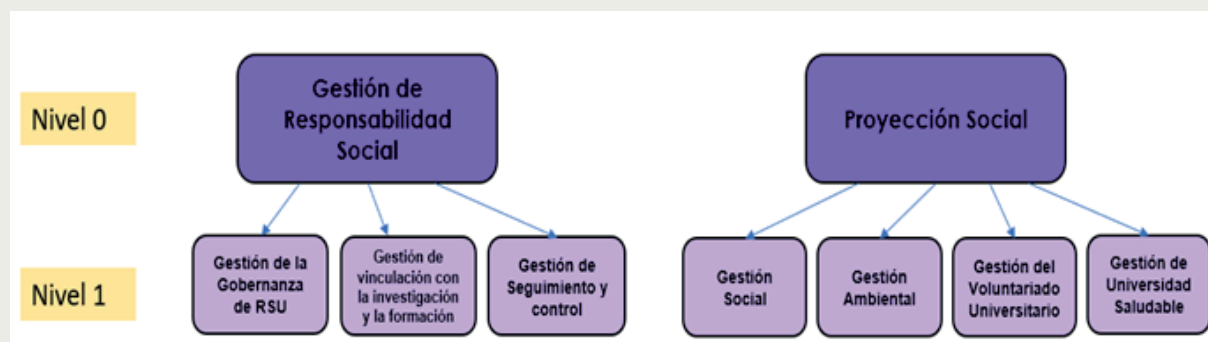 Nivel 0
Gestión de
Responsabilidad
Social
Proyección Social
Nivel 1
Gestión de la
Gobernanza
de RSU
Gestión de
vinculación con
la investigación
y la formación
Gestión de
Seguimiento y
control
Gestión
Social
Gestión
Ambiental
Gestión del
Voluntariado
Universitario
Gestión de
Universidad
Saludable